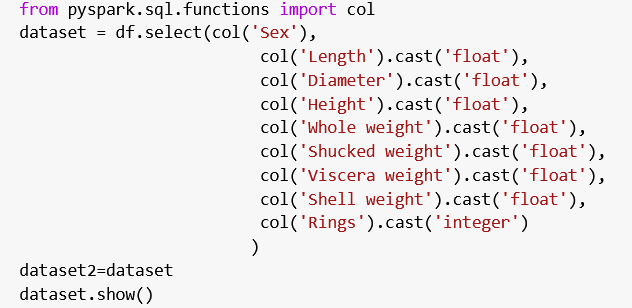 from pyspark.sql.functions import col
dataset = df.select(col('Sex'),
                         col('Length').cast('float'),
                         col('Diameter').cast('float'),
                         col('Height').cast('float'),
                         col('Whole weight').cast('float'),
                         col('Shucked weight').cast('float'),
                         col('Viscera weight').cast('float'),
                         col('Shell weight').cast('float'),
                         col('Rings').cast('integer')
                        )
dataset2=dataset
dataset.show()